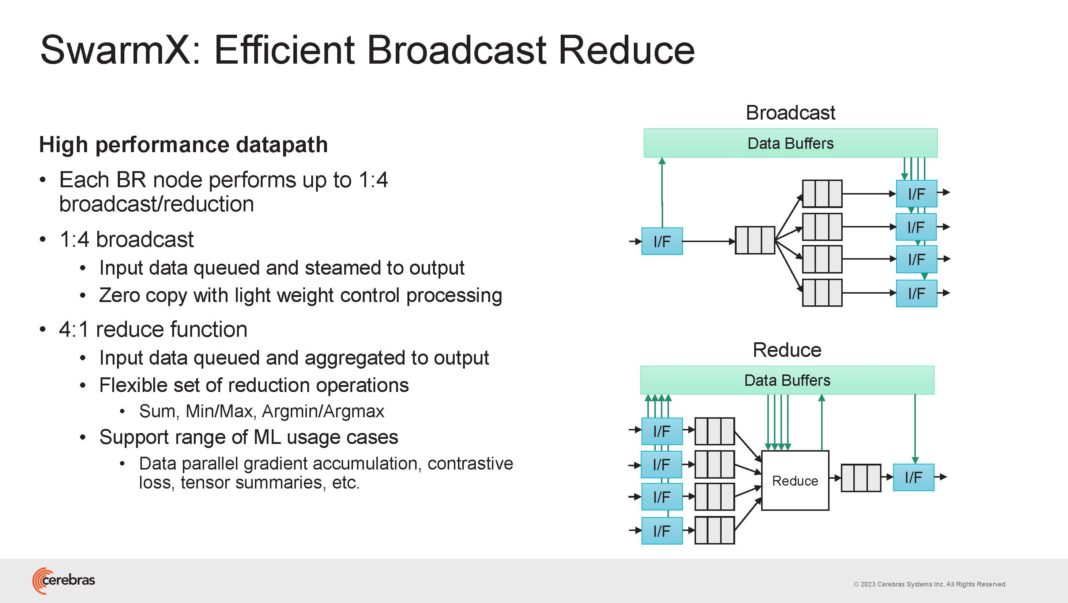 SwarmX: Efficient Broadcast Reduce
High performance datapath
• Each BR node performs up to 1:4
broadcast/reduction
• 1:4 broadcast
• Input data queued and steamed to output
• Zero copy with light weight control processing
• 4:1 reduce function
• Input data queued and aggregated to output
• Flexible set of reduction operations
• Sum, Min/Max, Argmin/Argmax
• Support range of ML usage cases
• Data parallel gradient accumulation, contrastive
loss, tensor summaries, etc.
Broadcast
Data Buffers
I/F
I/F
I/F
I/F
I/F
Reduce
Data Buffers
I/F
I/F
I/F
I/F
Reduce
I/F
cerebras
© 2023 Cerebras Systems Inc. All Rights Reserved